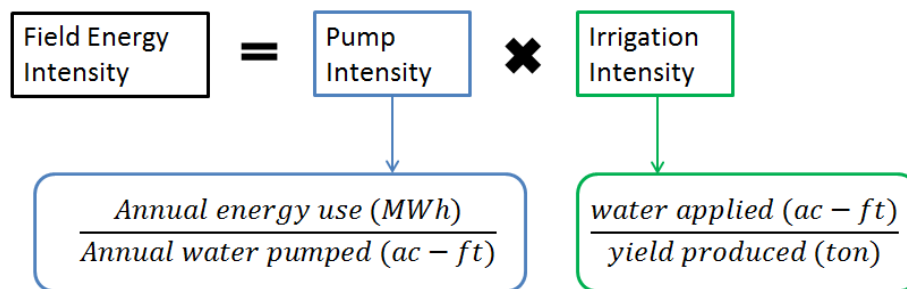 Field Energy
Intensity
=
Pump
Intensity
✖
Irrigation
Intensity
Annual energy use (MWh)
Annual water pumped (ac − ft)
water applied (ac − ft)
yield produced (ton)